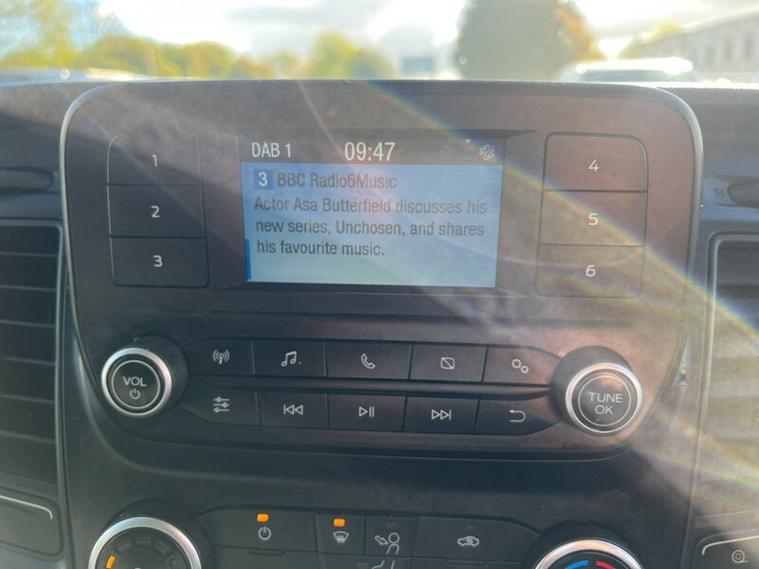 DAB 1 09:47
3 BBC Radio6Music
Actor Asa Butterfield discusses his
new series, Unchosen, and shares
his favourite music.
1
2
3
4
5
6
VOL
TUNE
OK